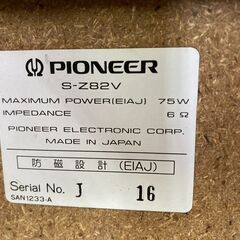 PIONEER
S-Z82V
MAXIMUM POWER(EIAJ) 75W
IMPEDANCE 6Ω
PIONEER ELECTRONIC CORP.
MADE IN JAPAN
防磁設計(EIAJ)
Serial No. J 16
SAN1233-A